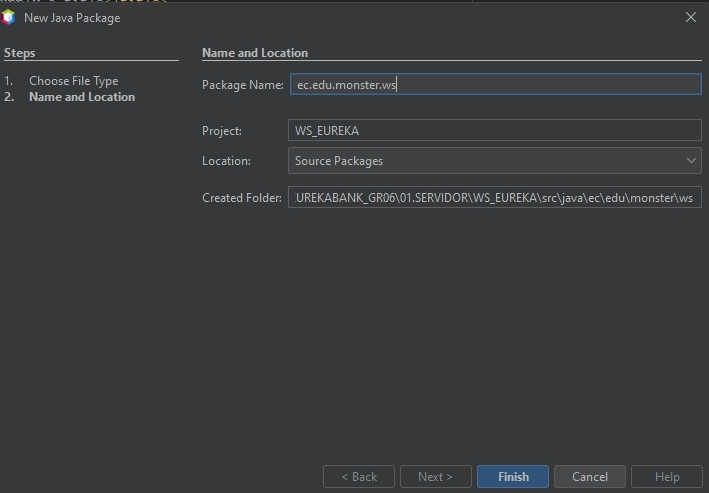 New Java Package
Steps
1. Choose File Type
2. Name and Location
Name and Location
Package Name: ec.edu.monster.ws
Project: WS_EUREKA
Location: Source Packages
Created Folder: UREKABANK_GR06\01.SERVIDOR\WS_EUREKA\src\java\ec\edu\monster\ws
< Back
Next >
Finish
Cancel
Help